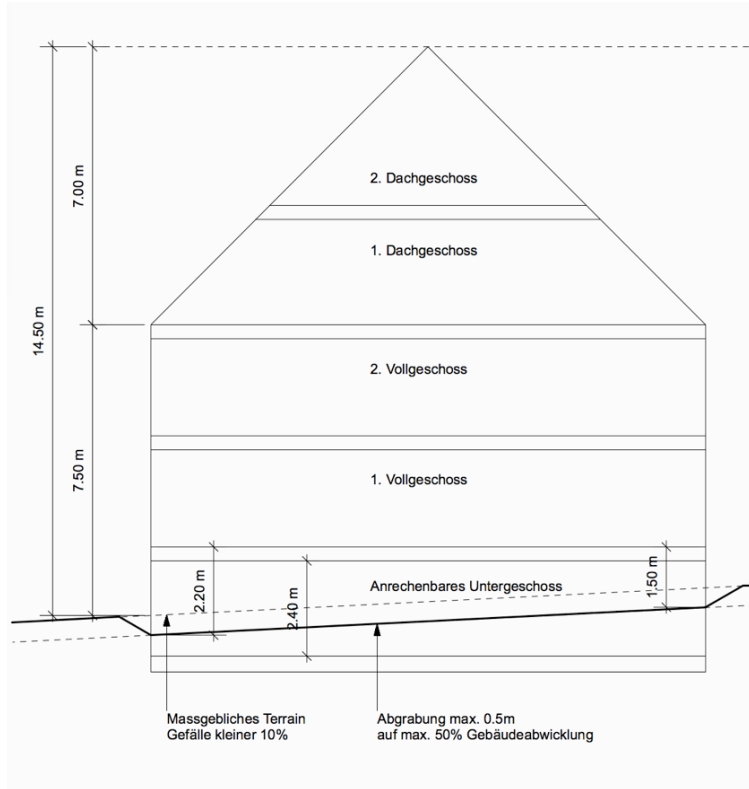 2. Dachgeschoss
7.00 m
1. Dachgeschoss
14.50 m
2. Vollgeschoss
7.50 m
1. Vollgeschoss
2.20 m
2.40 m
Anrechenbares Untergeschoss
1.50 m
Massgebliches Terrain
Gefälle kleiner 10%
Abgrabung max. 0.5m
auf max. 50% Gebäudeabwicklung